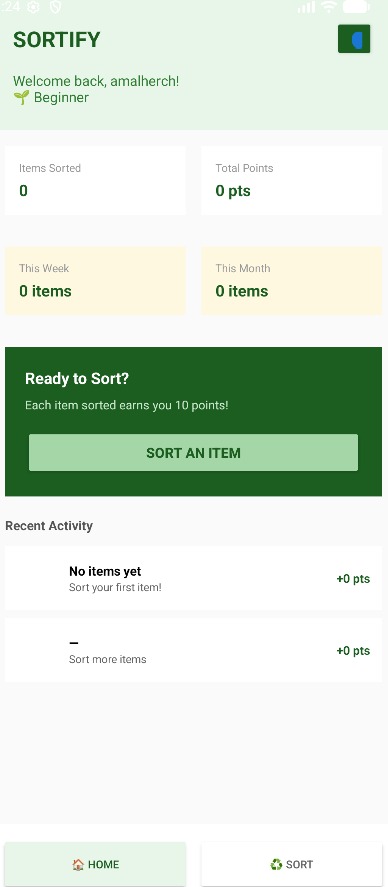 :24
SORTIFY
Welcome back, amalherch!
🌱 Beginner
Items Sorted
0
Total Points
0 pts
This Week
0 items
This Month
0 items
Ready to Sort?
Each item sorted earns you 10 points!
SORT AN ITEM
Recent Activity
No items yet
Sort your first item!
+0 pts
—
Sort more items
+0 pts
🏠 HOME
♻️ SORT